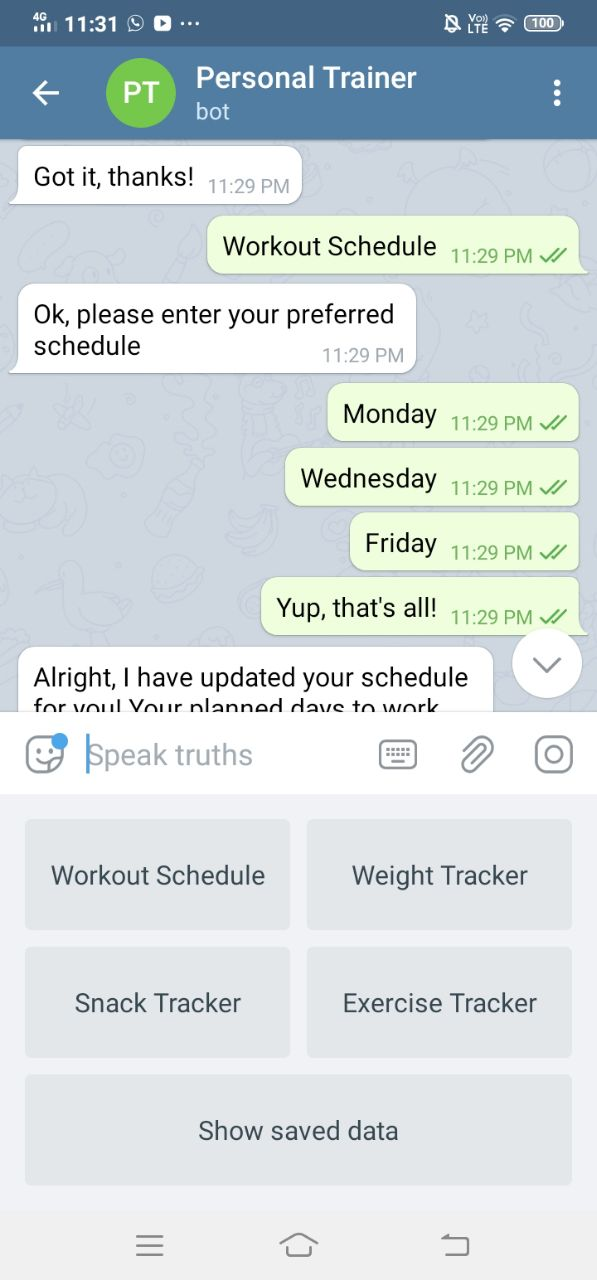 4G 11:31 ... Vo)) LTE 100
PT Personal Trainer
bot
Got it, thanks! 11:29 PM
Workout Schedule 11:29 PM
Ok, please enter your preferred
schedule 11:29 PM
Monday 11:29 PM
Wednesday 11:29 PM
Friday 11:29 PM
Yup, that's all! 11:29 PM
Alright, I have updated your schedule
for you! Your planned days to work
Speak truths
Workout Schedule Weight Tracker
Snack Tracker Exercise Tracker
Show saved data